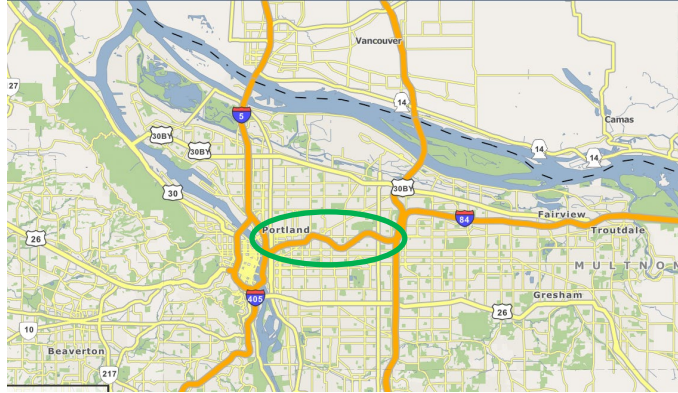 Vancouver
27
14
Camas
5
30BY
30BY
14
14
30
30BY
84
Fairview
Portland
Troutdale
26
M U L T N O M
405
Gresham
26
10
Beaverton
217